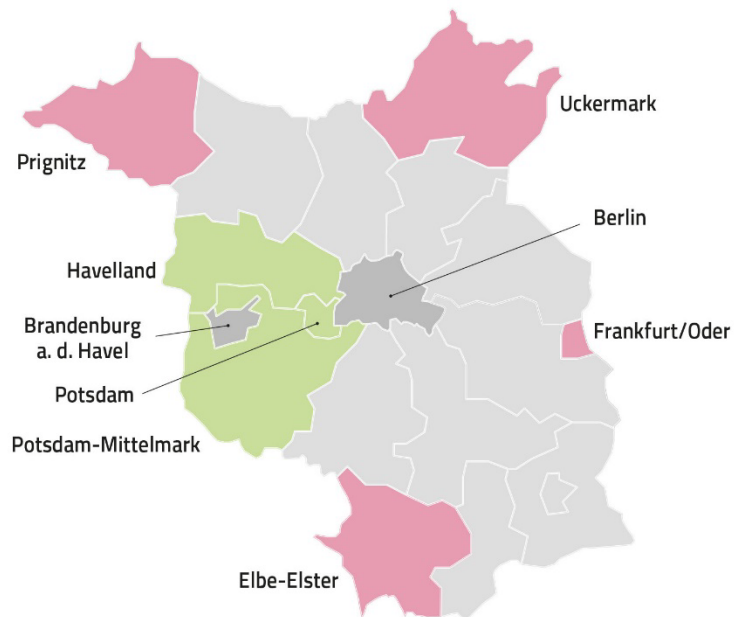 Uckermark
Prignitz
Berlin
Havelland
Brandenburg
a. d. Havel
Frankfurt/Oder
Potsdam
Potsdam-Mittelmark
Elbe-Elster